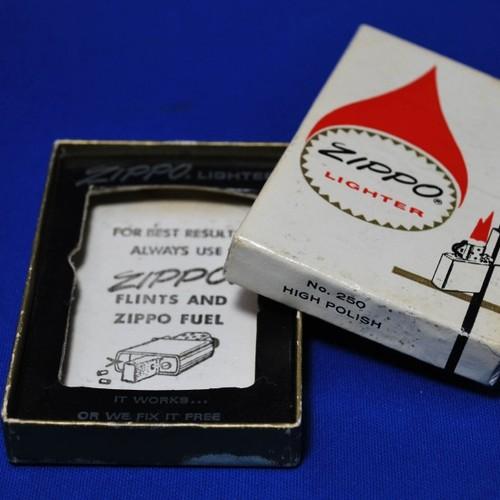 ZIPPO LIGHTER
FOR BEST RESULTS
ALWAYS USE
ZIPPO
FLINTS AND
ZIPPO FUEL
IT WORKS...
OR WE FIX IT FREE
ZIPPO®
LIGHTER
No. 250
HIGH POLISH